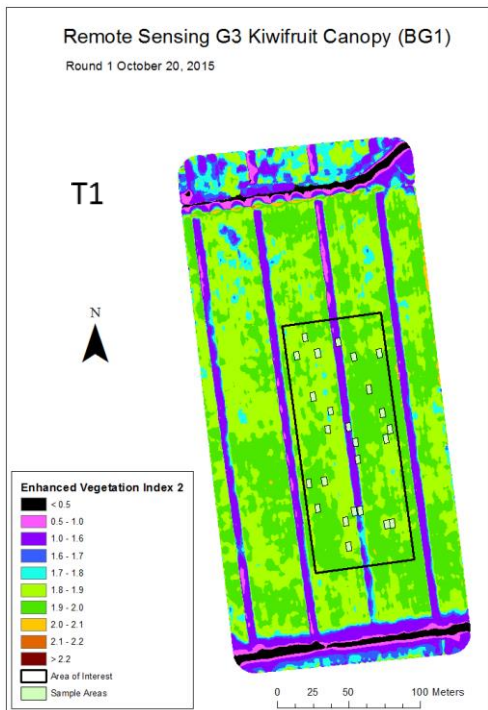 Remote Sensing G3 Kiwifruit Canopy (BG1)
Round 1 October 20, 2015
T1
N
Enhanced Vegetation Index 2
< 0.5
0.5 - 1.0
1.0 - 1.6
1.6 - 1.7
1.7 - 1.8
1.8 - 1.9
1.9 - 2.0
2.0 - 2.1
2.1 - 2.2
> 2.2
Area of Interest
Sample Areas
0 25 50 100 Meters